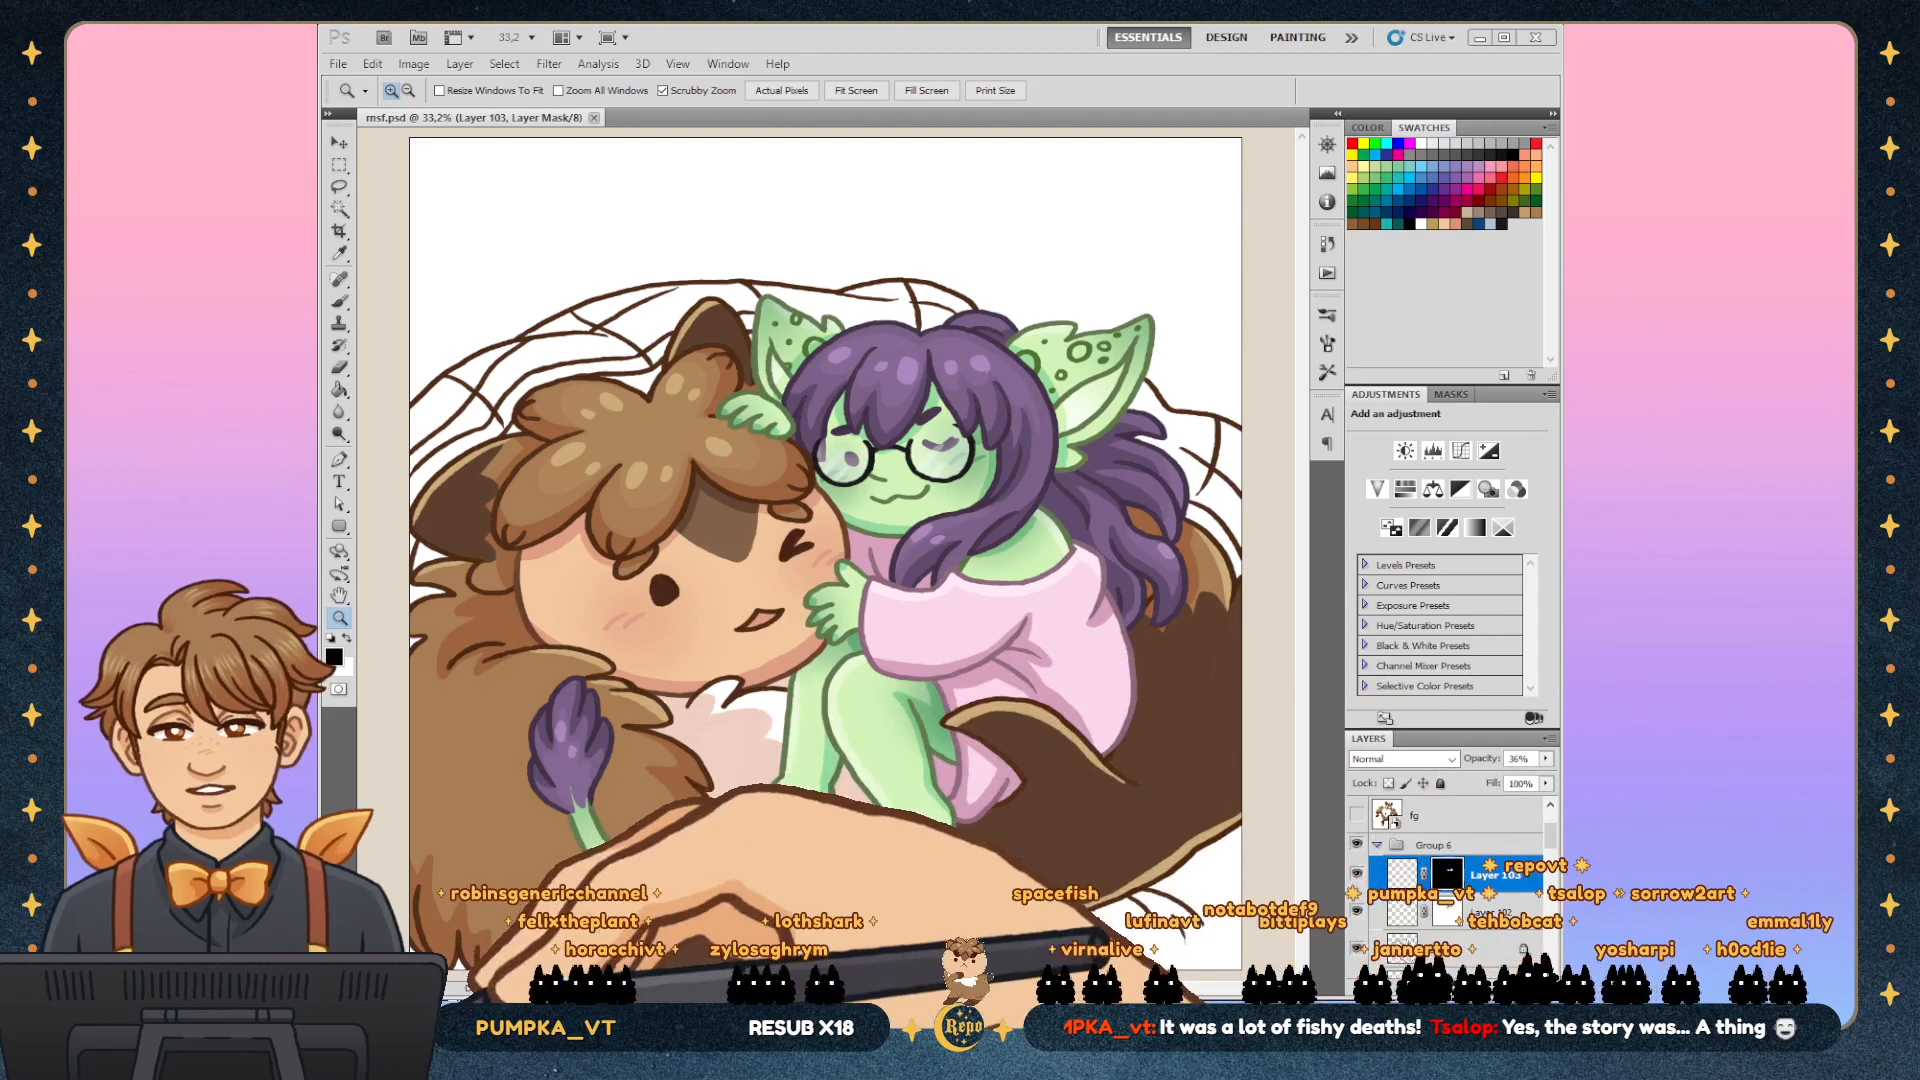 Ps Br Mb 33,2 ESSENTIALS DESIGN PAINTING CS Live
File Edit Image Layer Select Filter Analysis 3D View Window Help
Resize Windows To Fit Zoom All Windows Scrubby Zoom Actual Pixels Fit Screen Fill Screen Print Size
rnsf.psd @ 33,2% (Layer 103, Layer Mask/8)
COLOR SWATCHES
ADJUSTMENTS MASKS
Add an adjustment
Levels Presets
Curves Presets
Exposure Presets
Hue/Saturation Presets
Black & White Presets
Channel Mixer Presets
Selective Color Presets
LAYERS
Normal Opacity: 36%
Lock: Fill: 100%
fg
Group 6
Layer 103
repovt
robinsgenericchannel spacefish pumpka_vt tsalop sorrow2art
felixtheplant lothshark lufinavt notabotdef9 bittiplays tehbobcat emmal1ly
horacchivt zylosaghrym virnalive jannertto yosharpi h0od1ie
PUMPKA_VT RESUB X18 Repo MPKA_vt: It was a lot of fishy deaths! Tsalop: Yes, the story was... A thing